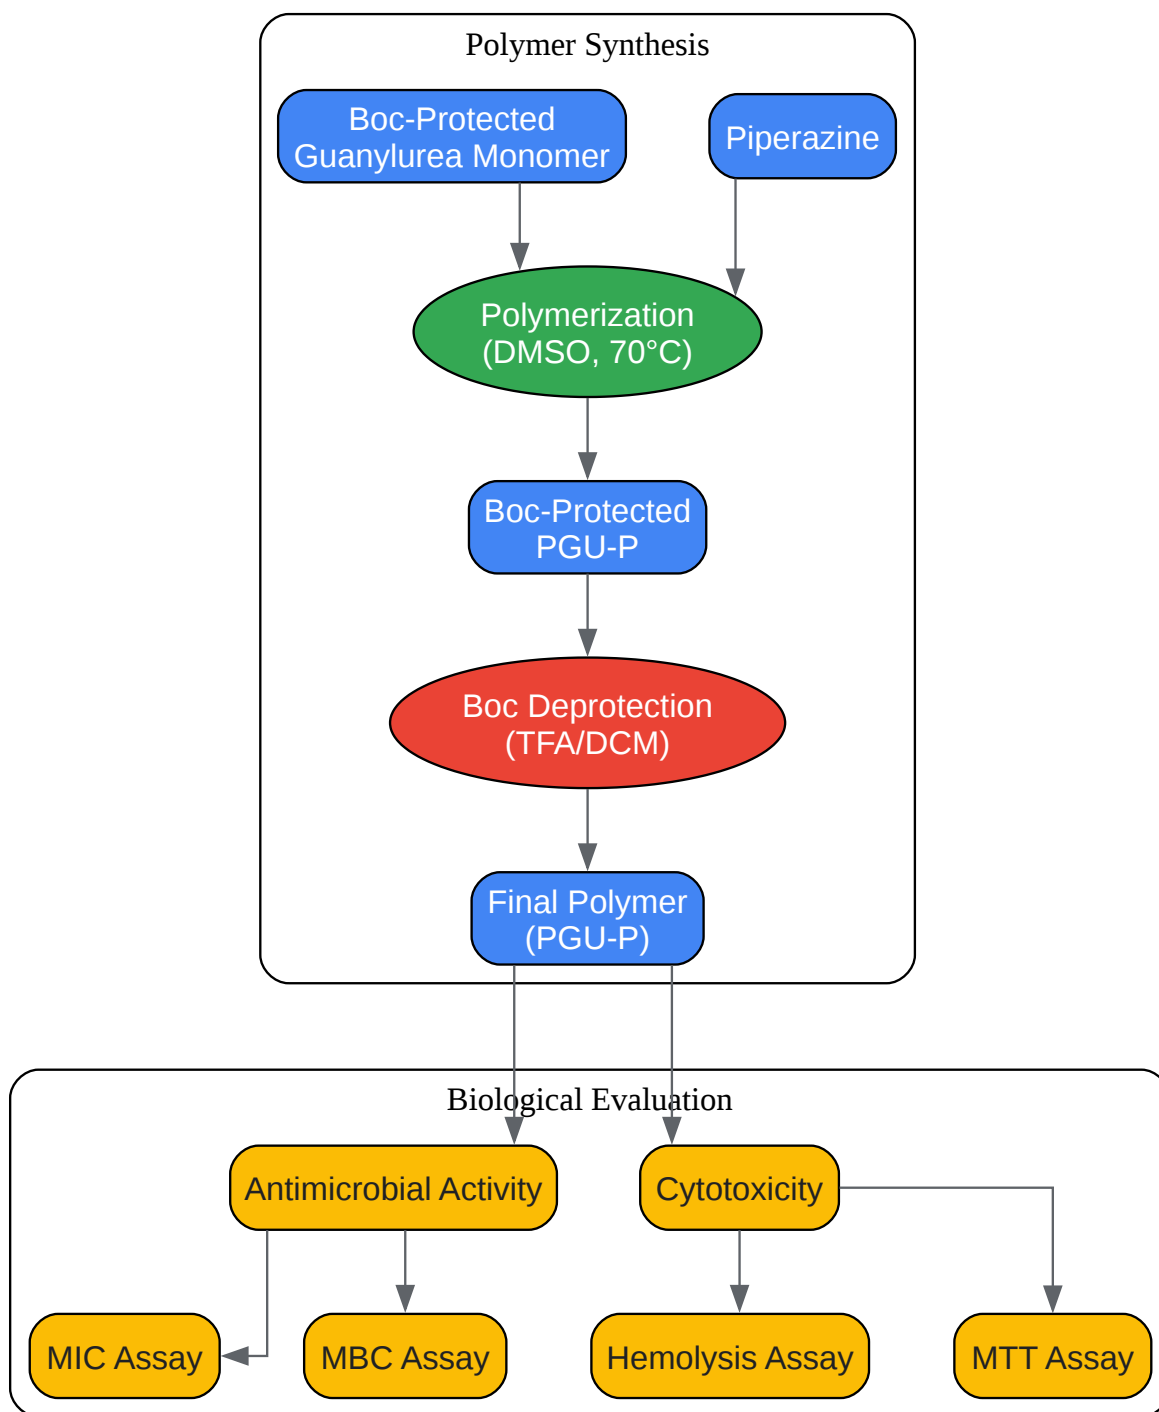 Polymer Synthesis
Boc-Protected
Guanylurea Monomer
Piperazine
Polymerization
(DMSO, 70°C)
Boc-Protected
PGU-P
Boc Deprotection
(TFA/DCM)
Final Polymer
(PGU-P)
Biological Evaluation
Antimicrobial Activity
Cytotoxicity
MIC Assay
MBC Assay
Hemolysis Assay
MTT Assay